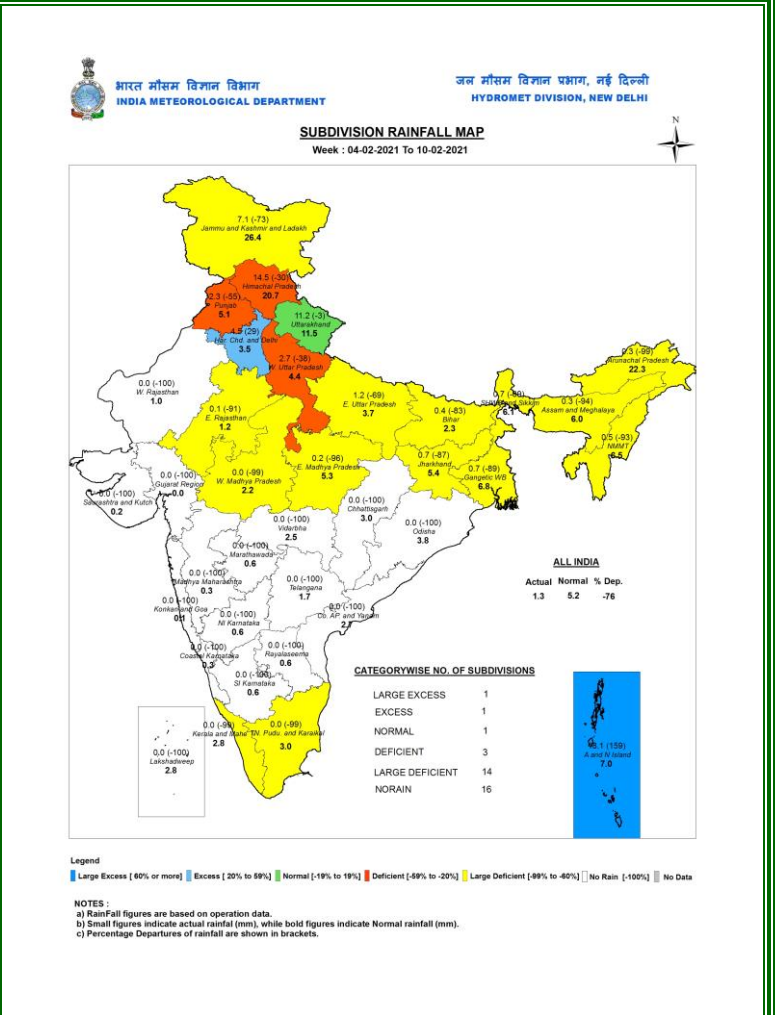 भारत मौसम विज्ञान विभाग
INDIA METEOROLOGICAL DEPARTMENT
जल मौसम विज्ञान प्रभाग, नई दिल्ली
HYDROMET DIVISION, NEW DELHI
SUBDIVISION RAINFALL MAP
Week : 04-02-2021 To 10-02-2021
N
7.1 (-73)
Jammu and Kashmir and Ladakh
26.4
14.5 (-30)
Himachal Pradesh
20.7
2.3 (-55)
Punjab
5.1
11.2 (-3)
Uttarakhand
11.5
4.5 (29)
Har. Chd. and Delhi
3.5
2.7 (-38)
W. Uttar Pradesh
4.4
0.0 (-100)
W. Rajasthan
1.0
0.1 (-91)
E. Rajasthan
1.2
1.2 (-69)
E. Uttar Pradesh
3.7
0.4 (-83)
Bihar
2.3
0.7 (-89)
and Sikkim
6.1
0.3 (-99)
Arunachal Pradesh
22.3
0.3 (-94)
Assam and Meghalaya
6.0
0.5 (-93)
NMMT
6.5
0.0 (-100)
Gujarat Region
0.0
0.0 (-100)
Saurashtra and Kutch
0.2
0.0 (-99)
W. Madhya Pradesh
2.2
0.2 (-96)
E. Madhya Pradesh
5.3
0.7 (-87)
Jharkhand
5.4
0.7 (-89)
Gangetic WB
6.8
0.0 (-100)
Chhattisgarh
3.0
0.0 (-100)
Odisha
3.8
0.0 (-100)
Vidarbha
2.5
0.0 (-100)
Marathawada
0.6
0.0 (-100)
Madhya Maharashtra
0.3
0.0 (-100)
Telangana
1.7
0.0 (-100)
Konkan and Goa
0.1
0.0 (-100)
NI Karnataka
0.6
0.0 (-100)
Co. AP and Yanam
0.0 (-100)
Coastal Karnataka
0.3
0.0 (-100)
Rayalaseema
0.6
0.0 (-100)
SI Karnataka
0.6
0.0 (-99)
Kerala and Mahe
2.8
0.0 (-99)
TN. Pudu. and Karaikal
3.0
0.0 (-100)
Lakshadweep
2.8
(159)
A and N Island
7.0
ALL INDIA
Actual Normal % Dep.
1.3 5.2 -76
CATEGORYWISE NO. OF SUBDIVISIONS
LARGE EXCESS 1
EXCESS 1
NORMAL 1
DEFICIENT 3
LARGE DEFICIENT 14
NORAIN 16
Legend
Large Excess [ 60% or more] Excess [ 20% to 59%] Normal [-19% to 19%] Deficient [-59% to -20%] Large Deficient [-99% to -60%] No Rain [-100%] No Data
NOTES :
a) RainFall figures are based on operation data.
b) Small figures indicate actual rainfal (mm), while bold figures indicate Normal rainfall (mm).
c) Percentage Departures of rainfall are shown in brackets.